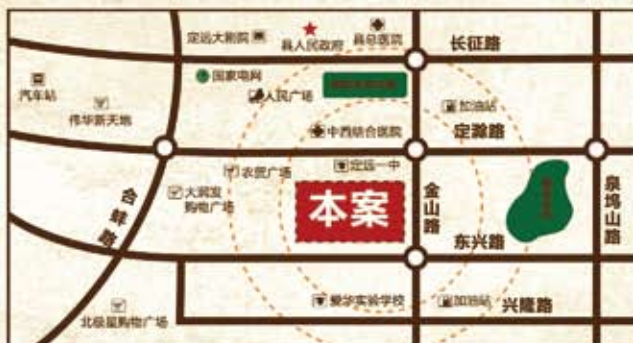 定远大剧院
县人民政府
县总医院
长征路
国家电网
人民广场
汽车站
伟华新天地
加油站
定滁路
中西结合医院
定远一中
农贸广场
大润发
购物广场
合蚌路
本案
金山路
泉坞山路
东兴路
爱华实验学校
加油站
兴隆路
北极星购物广场